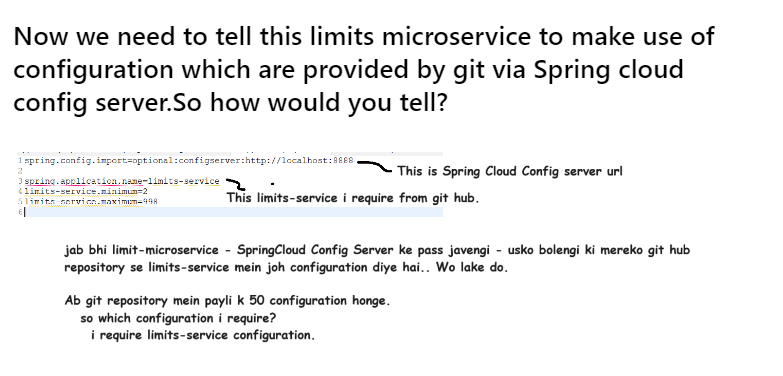 Now we need to tell this limits microservice to make use of
configuration which are provided by git via Spring cloud
config server.So how would you tell?
1 spring.config.import=optional:configserver:http://localhost:8888
This is Spring Cloud Config server url
2
3 spring.application.name=limits-service
4 limits-service.minimum=2
This limits-service i require from git hub.
5 limits-service.maximum=998
6
jab bhi limit-microservice - SpringCloud Config Server ke pass javengi - usko bolengi ki mereko git hub
repository se limits-service mein joh configuration diye hai.. Wo lake do.
Ab git repository mein payli k 50 configuration honge.
so which configuration i require?
i require limits-service configuration.